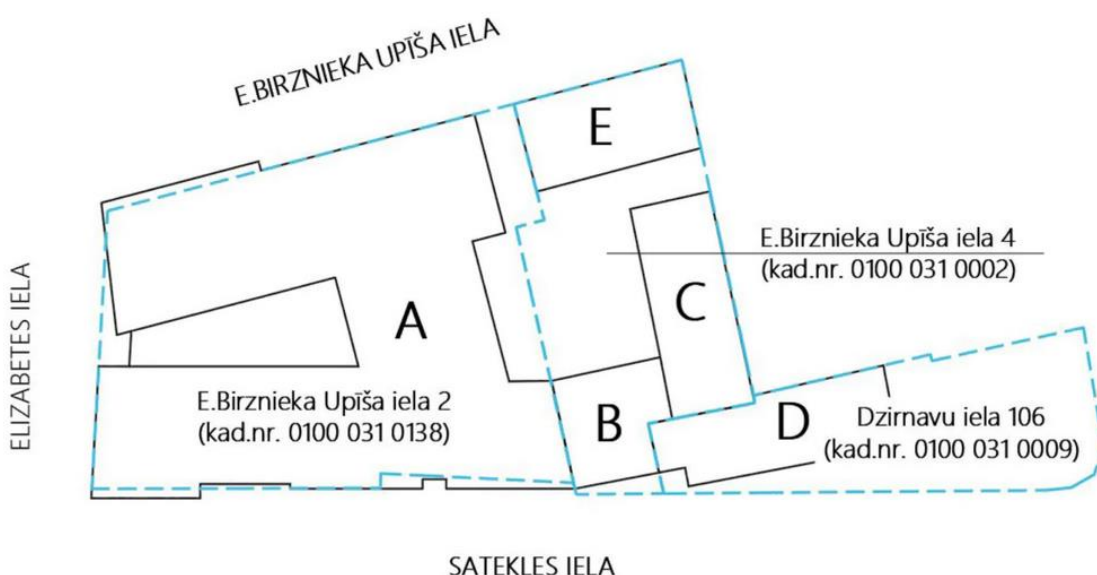 E.BIRZNIEKA UPĪŠA IELA
E
E.Birznieka Upīša iela 4
(kad.nr. 0100 031 0002)
ELIZABETES IELA
A
C
E.Birznieka Upīša iela 2
(kad.nr. 0100 031 0138)
B
D
Dzirnavu iela 106
(kad.nr. 0100 031 0009)
SATEKLES IELA